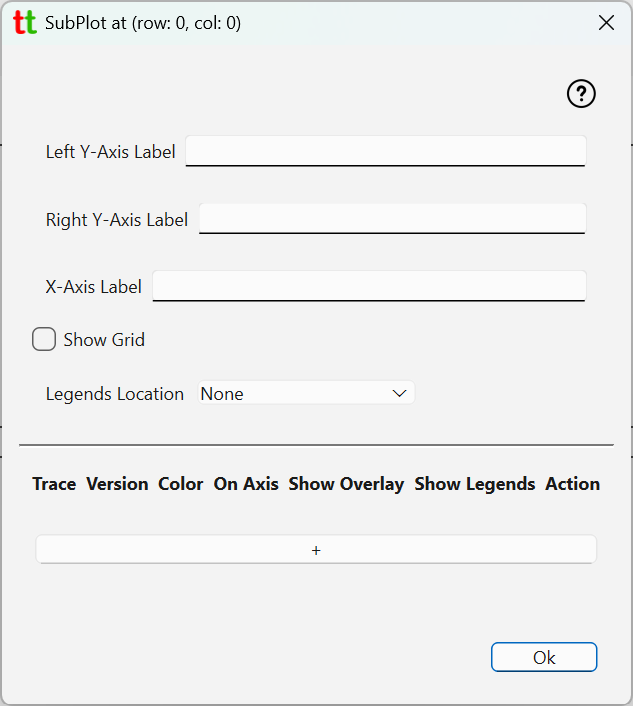 tt SubPlot at (row: 0, col: 0)
?
Left Y-Axis Label
Right Y-Axis Label
X-Axis Label
Show Grid
Legends Location None
Trace Version Color On Axis Show Overlay Show Legends Action
+
Ok